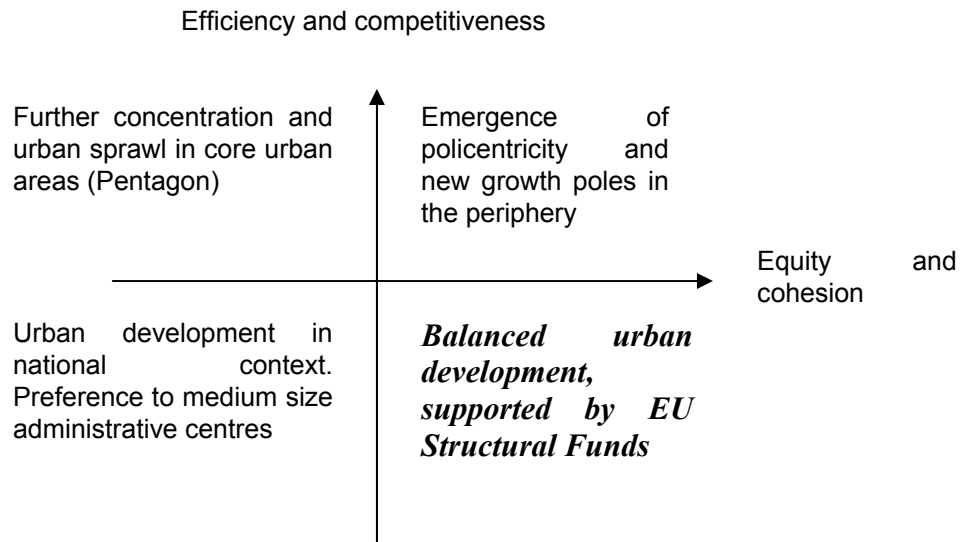 Efficiency and competitiveness
Further concentration and
urban sprawl in core urban
areas (Pentagon)
Emergence of
policentricity and
new growth poles in
the periphery
Equity and
cohesion
Urban development in
national context.
Preference to medium size
administrative centres
Balanced urban
development,
supported by EU
Structural Funds